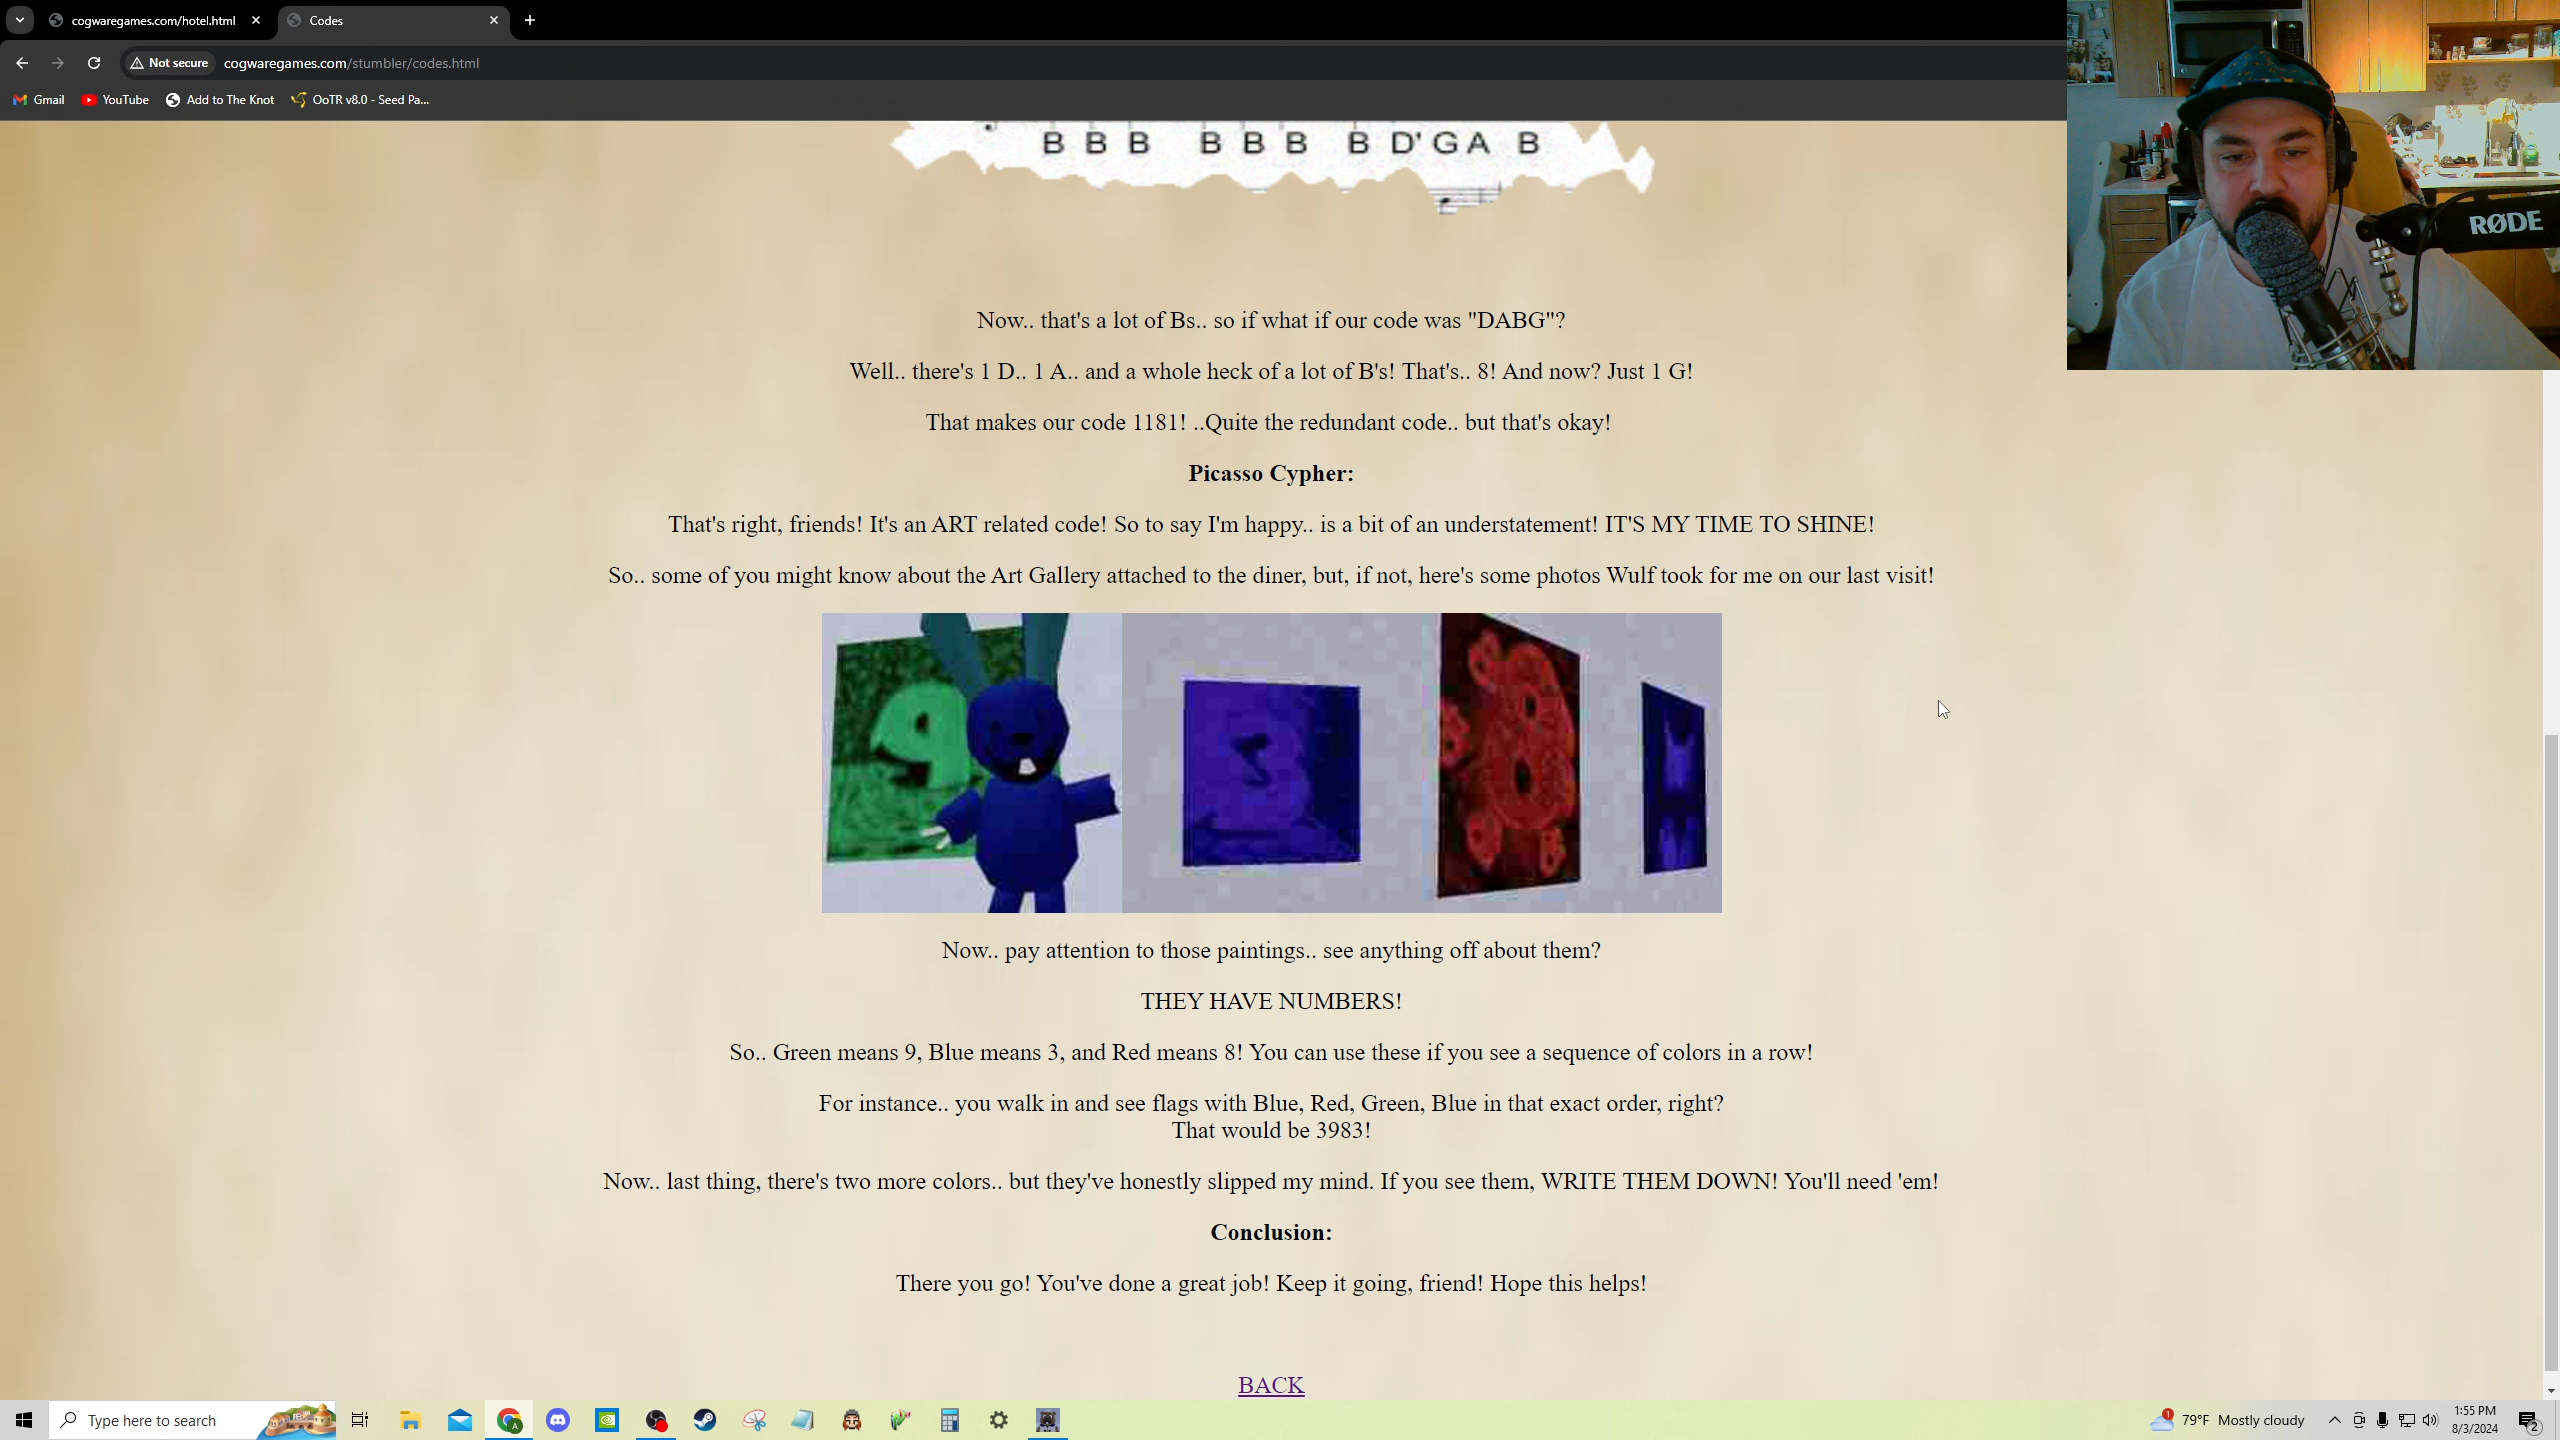 cogwaregames.com/hotel.html
Codes
Not secure
cogwaregames.com/stumbler/codes.html
Gmail
YouTube
Add to The Knot
OoTR v8.0 - Seed Pa...
RØDE
B B B B B B B D' G A B
Now.. that's a lot of Bs.. so if what if our code was "DABG"?
Well.. there's 1 D.. 1 A.. and a whole heck of a lot of B's! That's.. 8! And now? Just 1 G!
That makes our code 1181! ..Quite the redundant code.. but that's okay!
Picasso Cypher:
That's right, friends! It's an ART related code! So to say I'm happy.. is a bit of an understatement! IT'S MY TIME TO SHINE!
So.. some of you might know about the Art Gallery attached to the diner, but, if not, here's some photos Wulf took for me on our last visit!
9
3
8
Now.. pay attention to those paintings.. see anything off about them?
THEY HAVE NUMBERS!
So.. Green means 9, Blue means 3, and Red means 8! You can use these if you see a sequence of colors in a row!
For instance.. you walk in and see flags with Blue, Red, Green, Blue in that exact order, right?
That would be 3983!
Now.. last thing, there's two more colors.. but they've honestly slipped my mind. If you see them, WRITE THEM DOWN! You'll need 'em!
Conclusion:
There you go! You've done a great job! Keep it going, friend! Hope this helps!
BACK
Type here to search
1
79°F Mostly cloudy
1:55 PM
8/3/2024
2